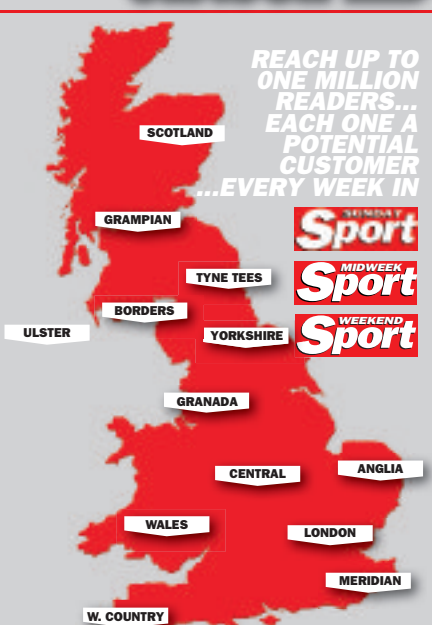 REACH UP TO
ONE MILLION
READERS...
EACH ONE A
POTENTIAL
CUSTOMER
...EVERY WEEK IN
SCOTLAND
SUNDAY
Sport
GRAMPIAN
MIDWEEK
Sport
TYNE TEES
BORDERS
WEEKEND
Sport
ULSTER
YORKSHIRE
GRANADA
CENTRAL
ANGLIA
WALES
LONDON
MERIDIAN
W. COUNTRY